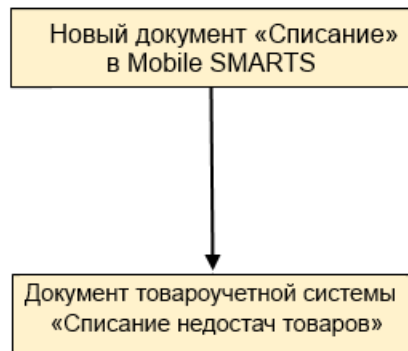 Новый документ «Списание»
в Mobile SMARTS
Документ товароучетной системы
«Списание недостач товаров»